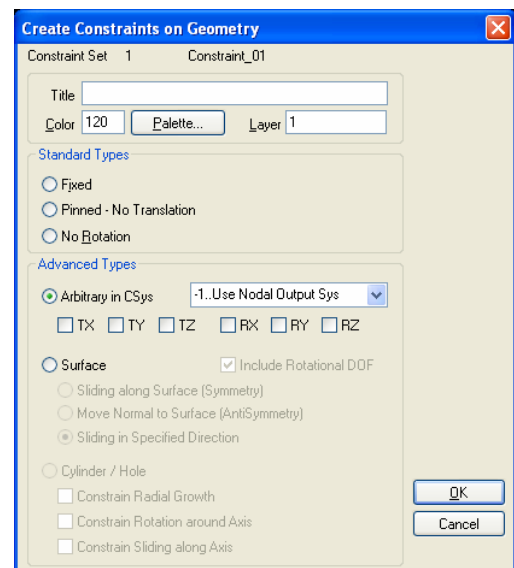 Create Constraints on Geometry
Constraint Set 1 Constraint_01
Title
Color 120 Palette... Layer 1
Standard Types
Fixed
Pinned - No Translation
No Rotation
Advanced Types
Arbitrary in CSys -1..Use Nodal Output Sys
TX TY TZ RX RY RZ
Surface Include Rotational DOF
Sliding along Surface (Symmetry)
Move Normal to Surface (AntiSymmetry)
Sliding in Specified Direction
Cylinder / Hole
Constrain Radial Growth
Constrain Rotation around Axis
Constrain Sliding along Axis
OK
Cancel